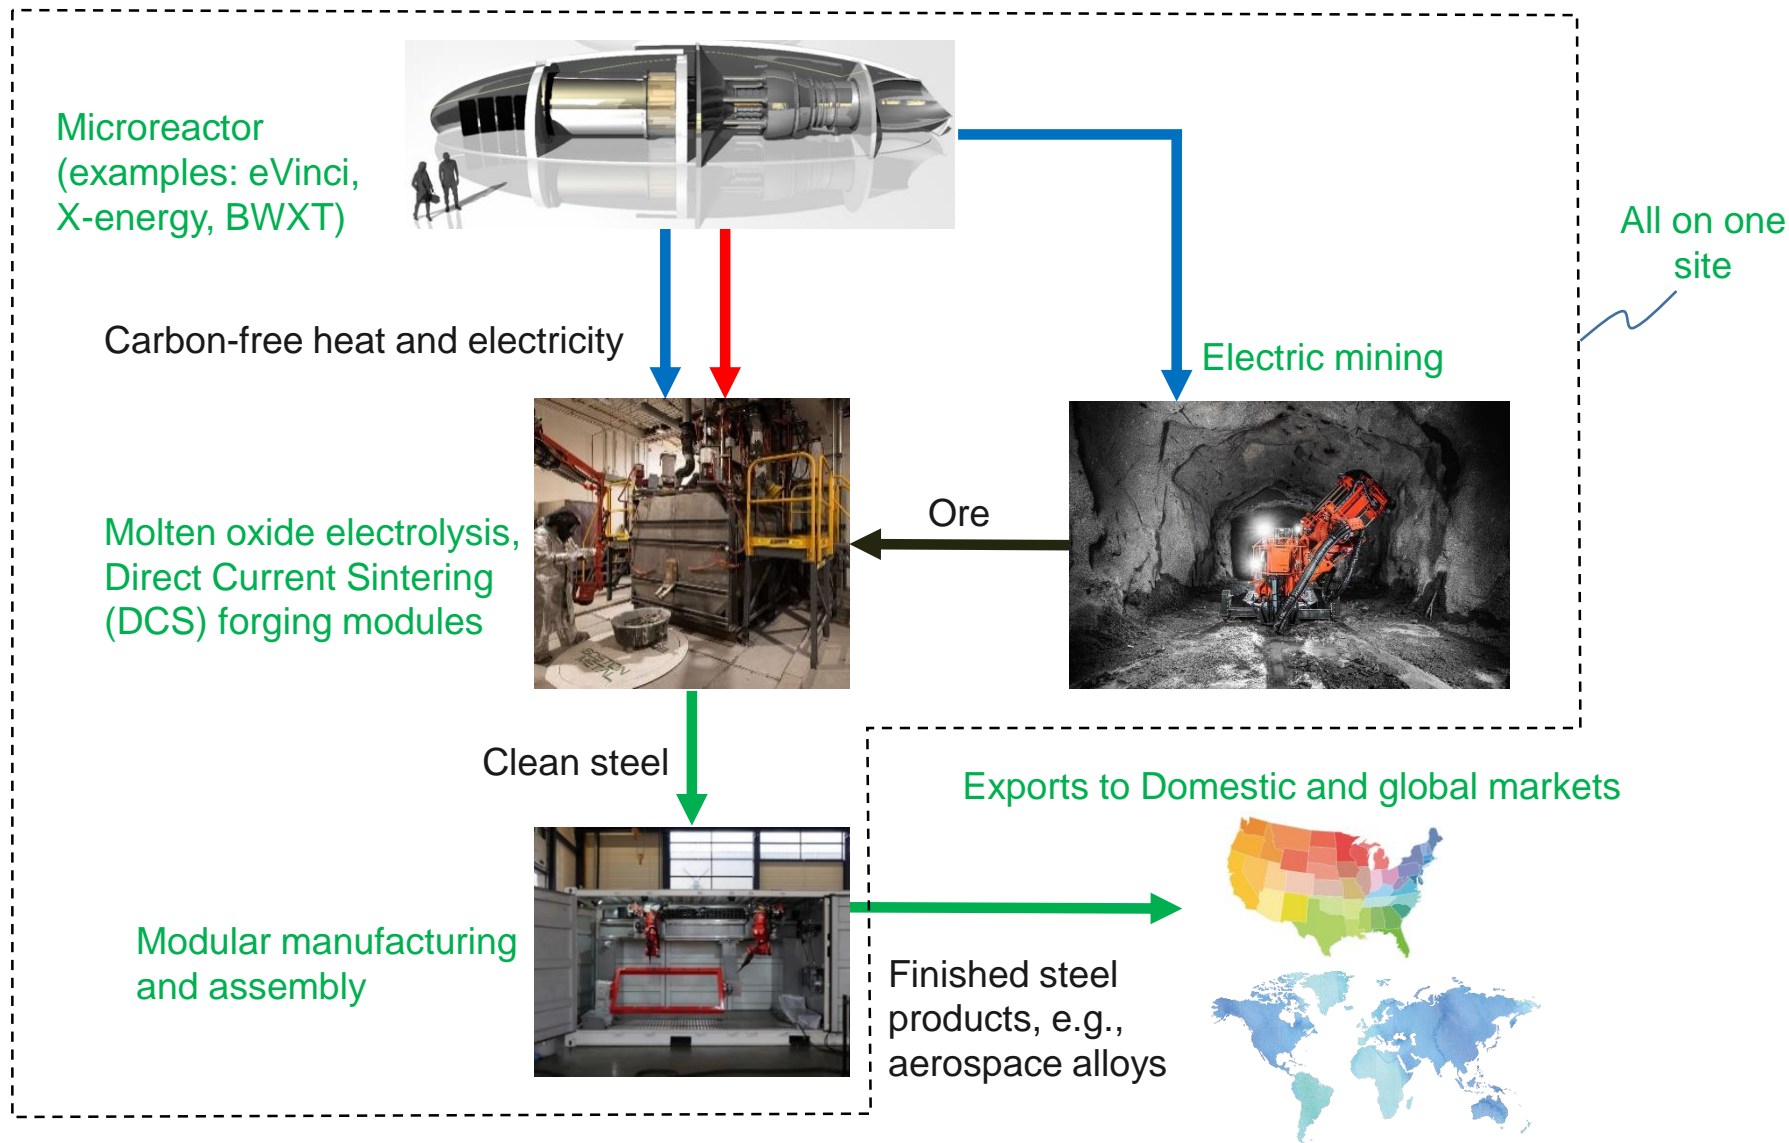 Microreactor
(examples: eVinci,
X-energy, BWXT)
All on one
site
Carbon-free heat and electricity
Electric mining
Ore
Molten oxide electrolysis,
Direct Current Sintering
(DCS) forging modules
BOSTON
METAL
Clean steel
Exports to Domestic and global markets
Modular manufacturing
and assembly
Finished steel
products, e.g.,
aerospace alloys